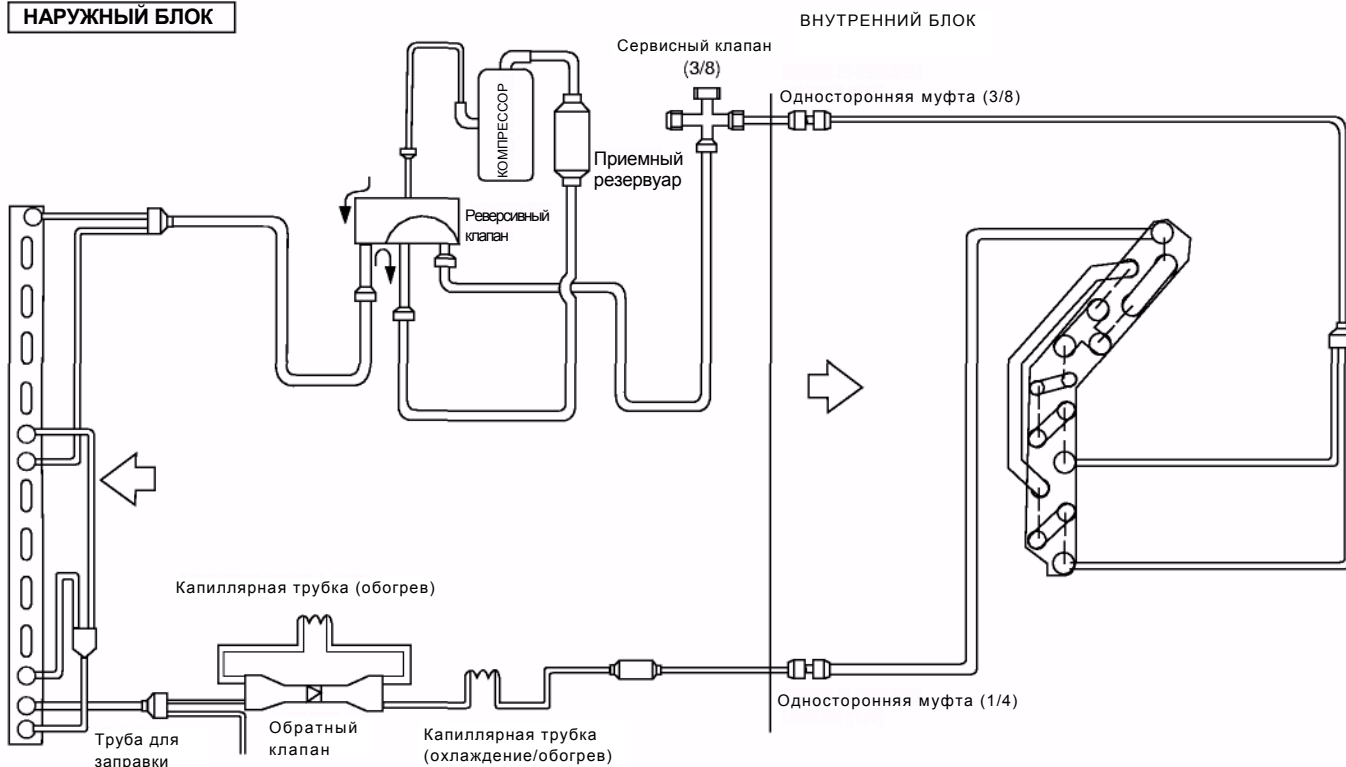 НАРУЖНЫЙ БЛОК
ВНУТРЕННИЙ БЛОК
Сервисный клапан
(3/8)
Односторонняя муфта (3/8)
КОМПРЕССОР
Приемный
резервуар
Реверсивный
клапан
Капиллярная трубка (обогрев)
Односторонняя муфта (1/4)
Труба для
заправки
Обратный
клапан
Капиллярная трубка
(охлаждение/обогрев)